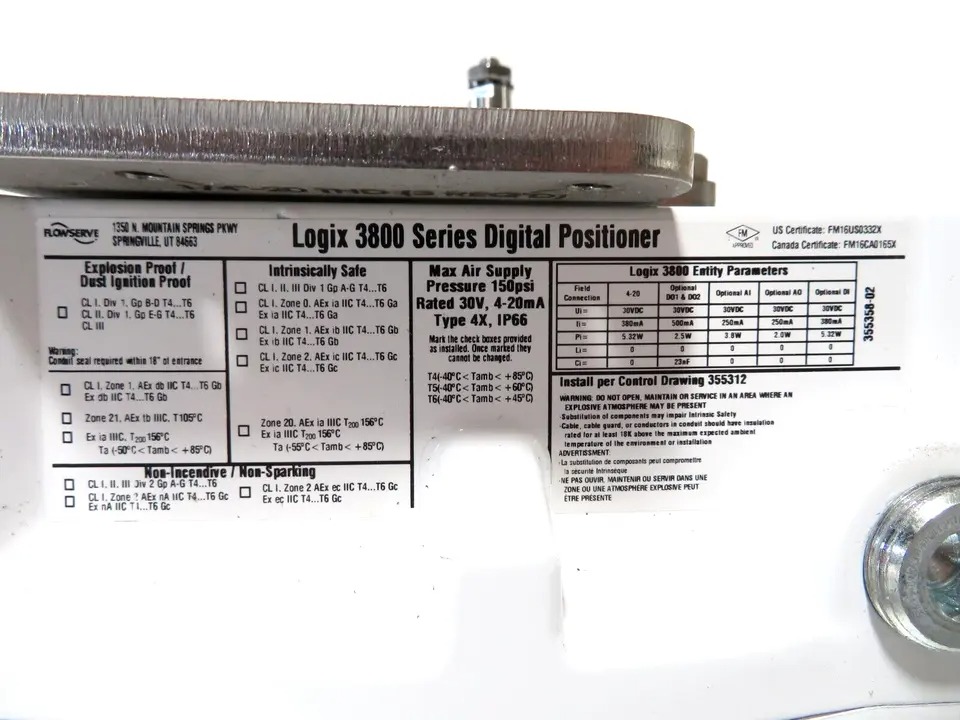 FLOWSERVE
1350 N. MOUNTAIN SPRINGS PKWY
SPRINGVILLE, UT 84663
Logix 3800 Series Digital Positioner
FM
APPROVED
US Certificate: FM16US0332X
Canada Certificate: FM16CA0165X
Explosion Proof /
Dust Ignition Proof
CL I. Div 1. Gp B-D T4...T6
CL II. Div 1. Gp E-G T4...T6
CL III
Warning:
Conduit seal required within 18" of entrance
CL I. Zone 1. AEx db IIC T4...T6 Gb
Ex db IIC T4...T6 Gb
Zone 21. AEx tb IIIC. T105°C
Ex ia IIIC. T200 156°C
Ta (-50°C< Tamb< +85°C)
Intrinsically Safe
CL I. II. III Div 1 Gp A-G T4...T6
CL I. Zone 0. AEx ia IIC T4...T6 Ga
Ex ia IIC T4...T6 Ga
CL I. Zone 1. AEx ib IIC T4...T6 Gb
Ex ib IIC T4...T6 Gb
CL I. Zone 2. AEx ic IIC T4...T6 Gc
Ex ic IIC T4...T6 Gc
Zone 20. AEx ia IIIC T200 156°C
Ex ia IIIC T200 156°C
Ta (-55°C< Tamb< +85°C)
Non-Incendive / Non-Sparking
CL I. II. III Div 2 Gp A-G T4...T6
CL I. Zone 2 AEx nA IIC T4...T6 Gc
Ex nA IIC T4...T6 Gc
CL I. Zone 2 AEx ec IIC T4...T6 Gc
Ex ec IIC T4...T6 Gc
Max Air Supply
Pressure 150psi
Rated 30V, 4-20mA
Type 4X, IP66
Mark the check boxes provided
as installed. Once marked they
cannot be changed.
T4(-40°C< Tamb< +85°C)
T5(-40°C< Tamb< +60°C)
T6(-40°C< Tamb< +45°C)
Logix 3800 Entity Parameters
Field Connection 4-20 Optional DO1 & DO2 Optional AI Optional AO Optional DI
Ui= 30VDC 30VDC 30VDC 30VDC 30VDC
Ii= 380mA 500mA 250mA 250mA 380mA
Pi= 5.32W 2.5W 3.8W 2.0W 5.32W
Li= 0 0 0 0 0
Ci= 0 23nF 0 0 0
355358-02
Install per Control Drawing 355312
WARNING: DO NOT OPEN, MAINTAIN OR SERVICE IN AN AREA WHERE AN
EXPLOSIVE ATMOSPHERE MAY BE PRESENT
-Substitution of components may impair Intrinsic Safety
-Cable, cable guard, or conductors in conduit should have insulation
rated for at least 18K above the maximum expected ambient
temperature of the environment or installation
ADVERTISSEMENT:
-La substitution de composants peut compromettre
la sécurité Intrinsèque
-NE PAS OUVRIR, MAINTENIR OU SERVIR DANS UNE
ZONE OU UNE ATMOSPHÈRE EXPLOSIVE PEUT
ÊTRE PRÉSENTE